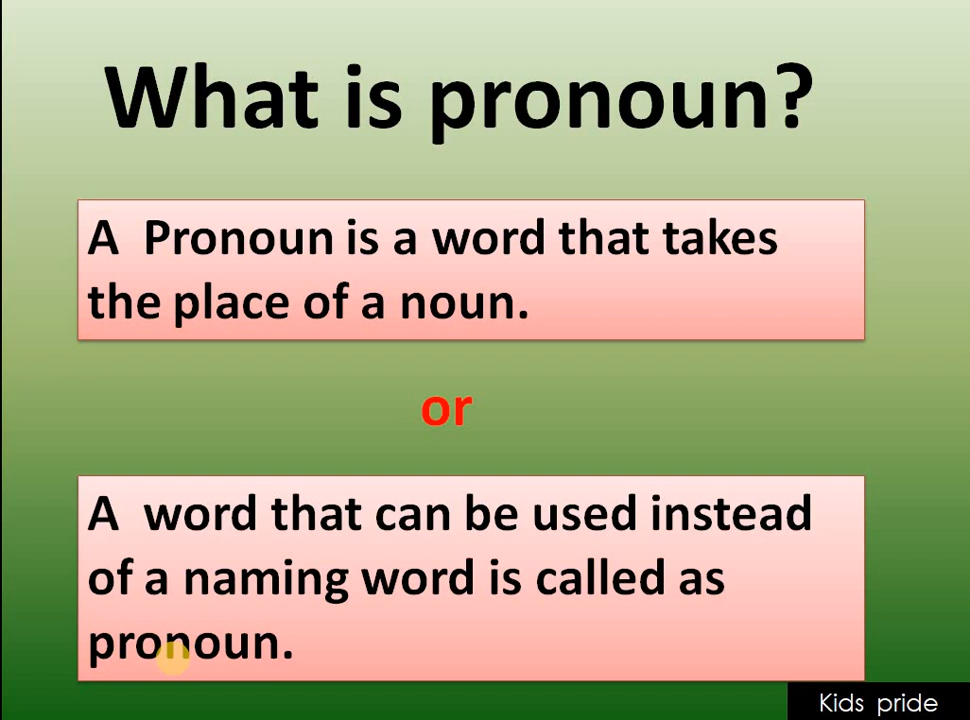 What is pronoun?
A Pronoun is a word that takes
the place of a noun.
or
A word that can be used instead
of a naming word is called as
pronoun.
Kids pride